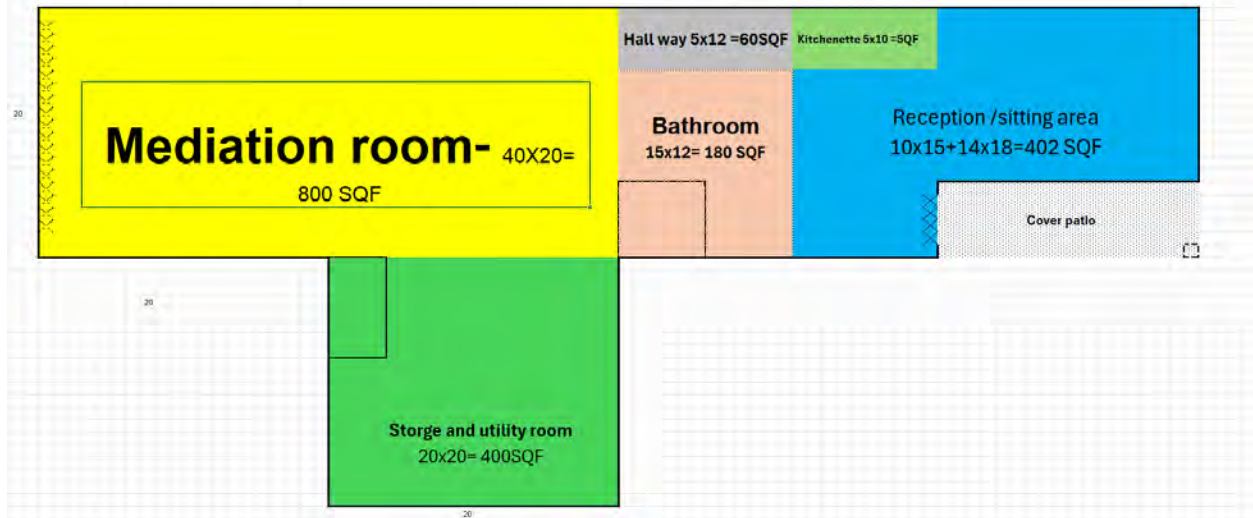 Hall way 5x12 =60SQF
Kitchenette 5x10 =5QF
20
Mediation room- 40X20=
800 SQF
Bathroom
15x12= 180 SQF
Reception /sitting area
10x15+14x18=402 SQF
Cover patio
20
Storge and utility room
20x20= 400SQF
20